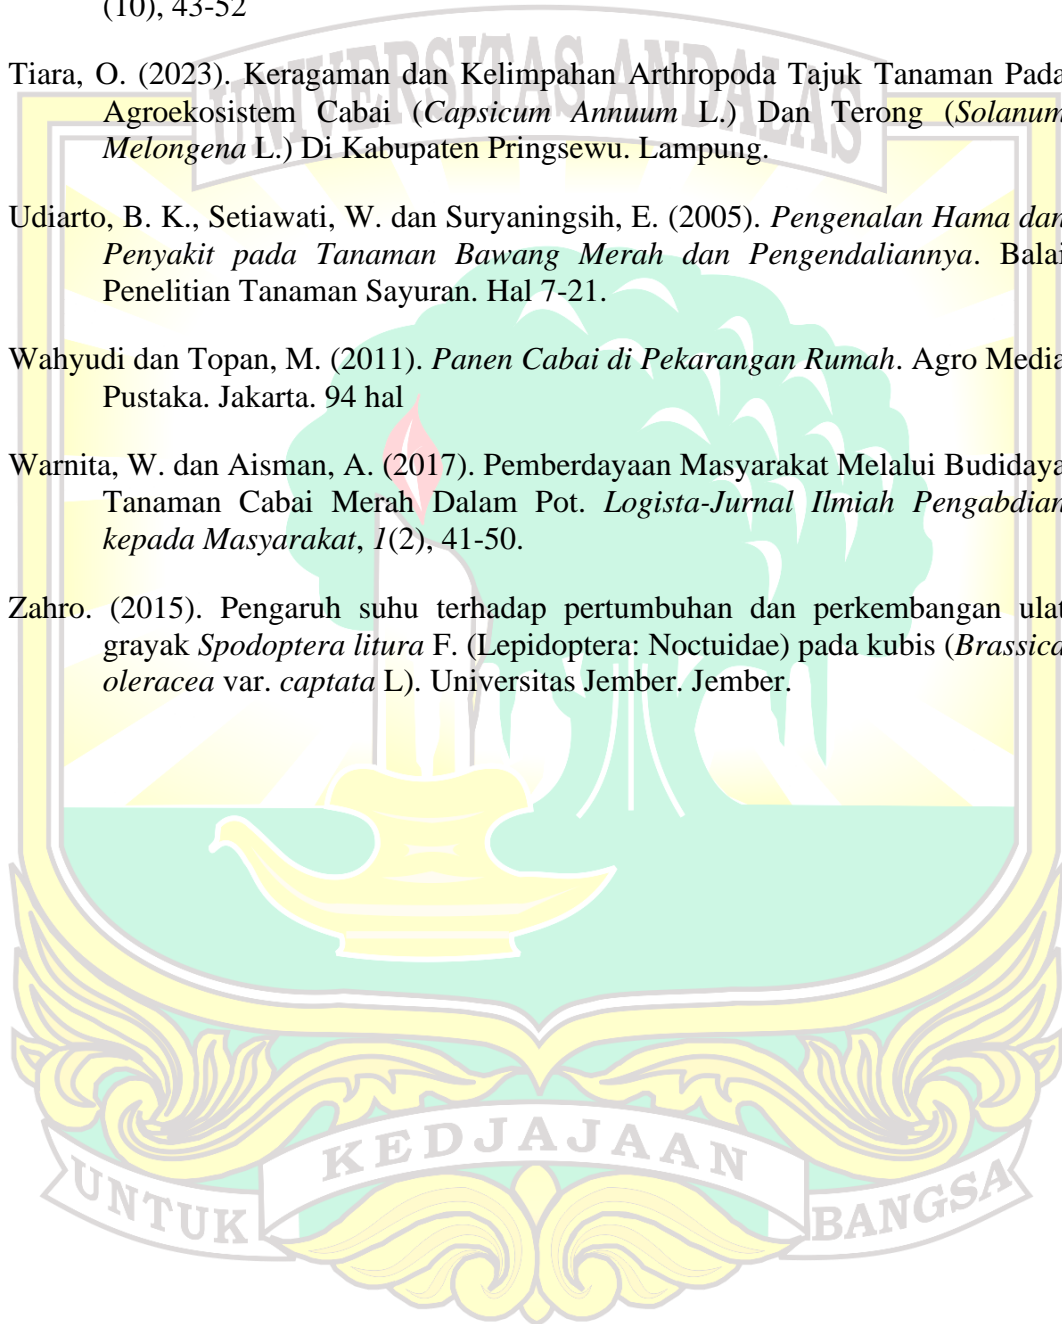 (10), 43-52
UNIVERSITAS ANDALAS
Tiara, O. (2023). Keragaman dan Kelimpahan Arthropoda Tajuk Tanaman Pada
Agroekosistem Cabai (Capsicum Annuum L.) Dan Terong (Solanum
Melongena L.) Di Kabupaten Pringsewu. Lampung.
Udiarto, B. K., Setiawati, W. dan Suryaningsih, E. (2005). Pengenalan Hama dan
Penyakit pada Tanaman Bawang Merah dan Pengendaliannya. Balai
Penelitian Tanaman Sayuran. Hal 7-21.
Wahyudi dan Topan, M. (2011). Panen Cabai di Pekarangan Rumah. Agro Media
Pustaka. Jakarta. 94 hal
Warnita, W. dan Aisman, A. (2017). Pemberdayaan Masyarakat Melalui Budidaya
Tanaman Cabai Merah Dalam Pot. Logista-Jurnal Ilmiah Pengabdian
kepada Masyarakat, 1(2), 41-50.
Zahro. (2015). Pengaruh suhu terhadap pertumbuhan dan perkembangan ulat
grayak Spodoptera litura F. (Lepidoptera: Noctuidae) pada kubis (Brassica
oleracea var. captata L). Universitas Jember. Jember.
UNTUK KEDJAJAAN BANGSA